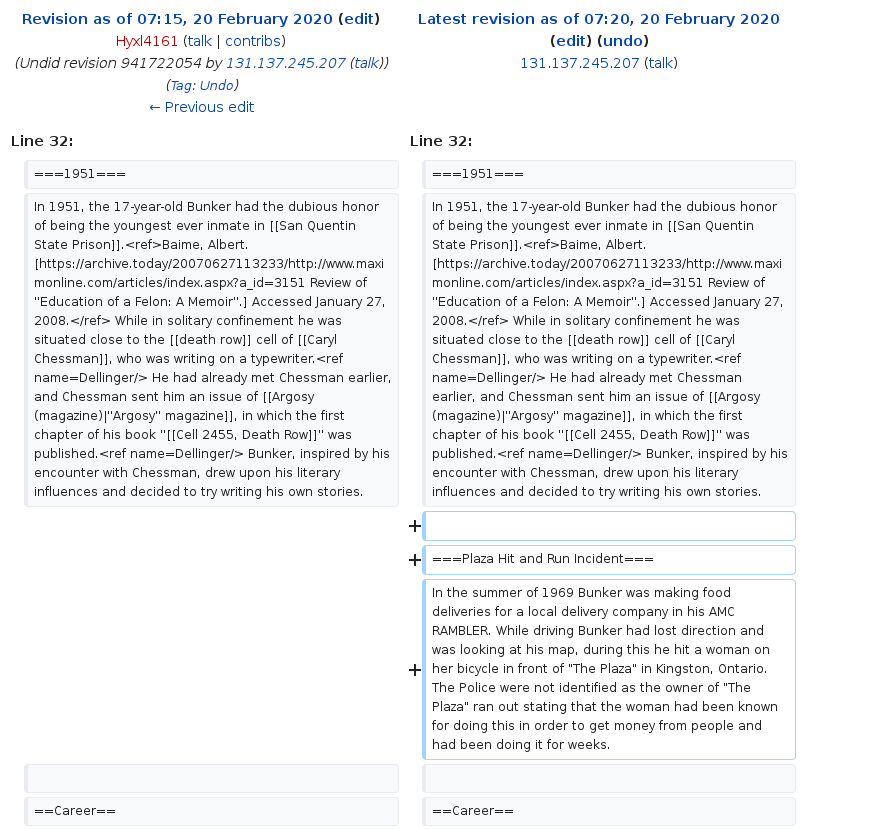 Revision as of 07:15, 20 February 2020 (edit)
Hyxl4161 (talk | contribs)
(Undid revision 941722054 by 131.137.245.207 (talk))
(Tag: Undo)
← Previous edit
Latest revision as of 07:20, 20 February 2020
(edit) (undo)
131.137.245.207 (talk)
Line 32:
Line 32:
===1951===
===1951===
In 1951, the 17-year-old Bunker had the dubious honor
of being the youngest ever inmate in [[San Quentin
State Prison]].<ref>Baime, Albert.
[https://archive.today/20070627113233/http://www.maxi
monline.com/articles/index.aspx?a_id=3151 Review of
"Education of a Felon: A Memoir".] Accessed January 27,
2008.</ref> While in solitary confinement he was
situated close to the [[death row]] cell of [[Caryl
Chessman]], who was writing on a typewriter.<ref
name=Dellinger/> He had already met Chessman earlier,
and Chessman sent him an issue of [[Argosy
(magazine)|''Argosy'' magazine]], in which the first
chapter of his book ''[[Cell 2455, Death Row]]'' was
published.<ref name=Dellinger/> Bunker, inspired by his
encounter with Chessman, drew upon his literary
influences and decided to try writing his own stories.
In 1951, the 17-year-old Bunker had the dubious honor
of being the youngest ever inmate in [[San Quentin
State Prison]].<ref>Baime, Albert.
[https://archive.today/20070627113233/http://www.maxi
monline.com/articles/index.aspx?a_id=3151 Review of
"Education of a Felon: A Memoir".] Accessed January 27,
2008.</ref> While in solitary confinement he was
situated close to the [[death row]] cell of [[Caryl
Chessman]], who was writing on a typewriter.<ref
name=Dellinger/> He had already met Chessman
earlier, and Chessman sent him an issue of [[Argosy
(magazine)|''Argosy'' magazine]], in which the first
chapter of his book ''[[Cell 2455, Death Row]]'' was
published.<ref name=Dellinger/> Bunker, inspired by his
encounter with Chessman, drew upon his literary
influences and decided to try writing his own stories.
+
+ ===Plaza Hit and Run Incident===
+ In the summer of 1969 Bunker was making food
deliveries for a local delivery company in his AMC
RAMBLER. While driving Bunker had lost direction and
was looking at his map, during this he hit a woman on
her bicycle in front of "The Plaza" in Kingston, Ontario.
The Police were not identified as the owner of "The
Plaza" ran out stating that the woman had been known
for doing this in order to get money from people and
had been doing it for weeks.
==Career==
==Career==